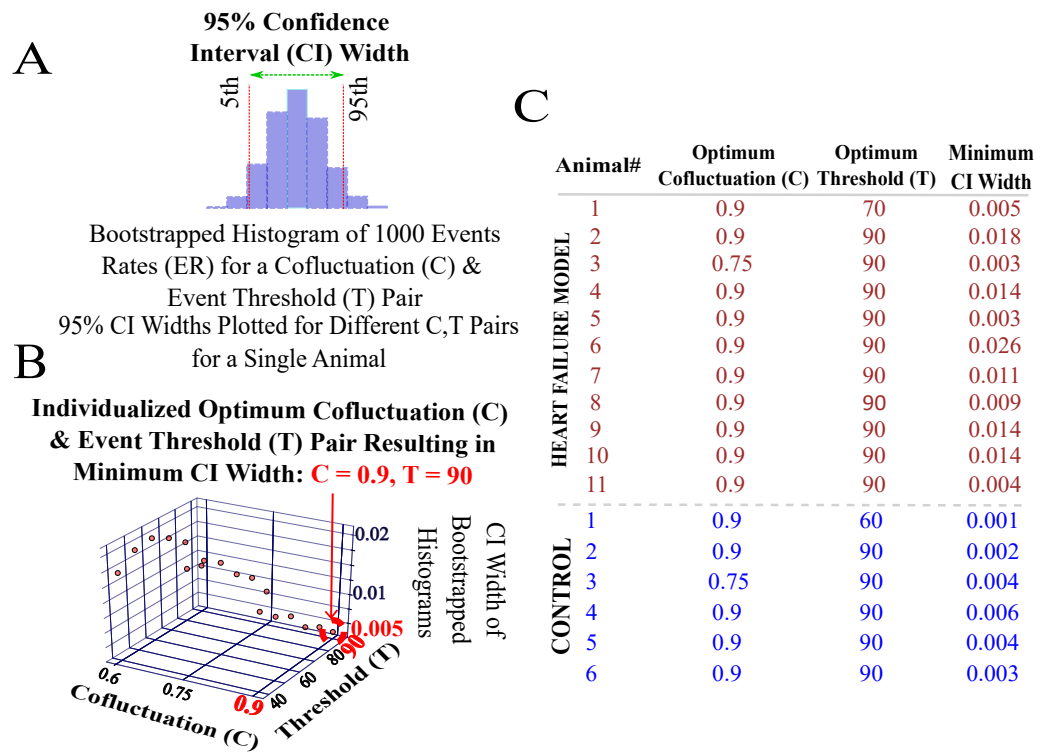 A
95% Confidence
Interval (CI) Width
5th
95th
Bootstrapped Histogram of 1000 Events
Rates (ER) for a Cofluctuation (C) &
Event Threshold (T) Pair
95% CI Widths Plotted for Different C,T Pairs
for a Single Animal
B
Individualized Optimum Cofluctuation (C)
& Event Threshold (T) Pair Resulting in
Minimum CI Width: C = 0.9, T = 90
0.02
0.01
0.005
CI Width of
Bootstrapped
Histograms
0.6
0.75
0.9
Cofluctuation (C)
40
60
80
90
Threshold (T)
C
Animal# Optimum Cofluctuation (C) Optimum Threshold (T) Minimum CI Width
HEART FAILURE MODEL
1 0.9 70 0.005
2 0.9 90 0.018
3 0.75 90 0.003
4 0.9 90 0.014
5 0.9 90 0.003
6 0.9 90 0.026
7 0.9 90 0.011
8 0.9 90 0.009
9 0.9 90 0.014
10 0.9 90 0.014
11 0.9 90 0.004
CONTROL
1 0.9 60 0.001
2 0.9 90 0.002
3 0.75 90 0.004
4 0.9 90 0.006
5 0.9 90 0.004
6 0.9 90 0.003